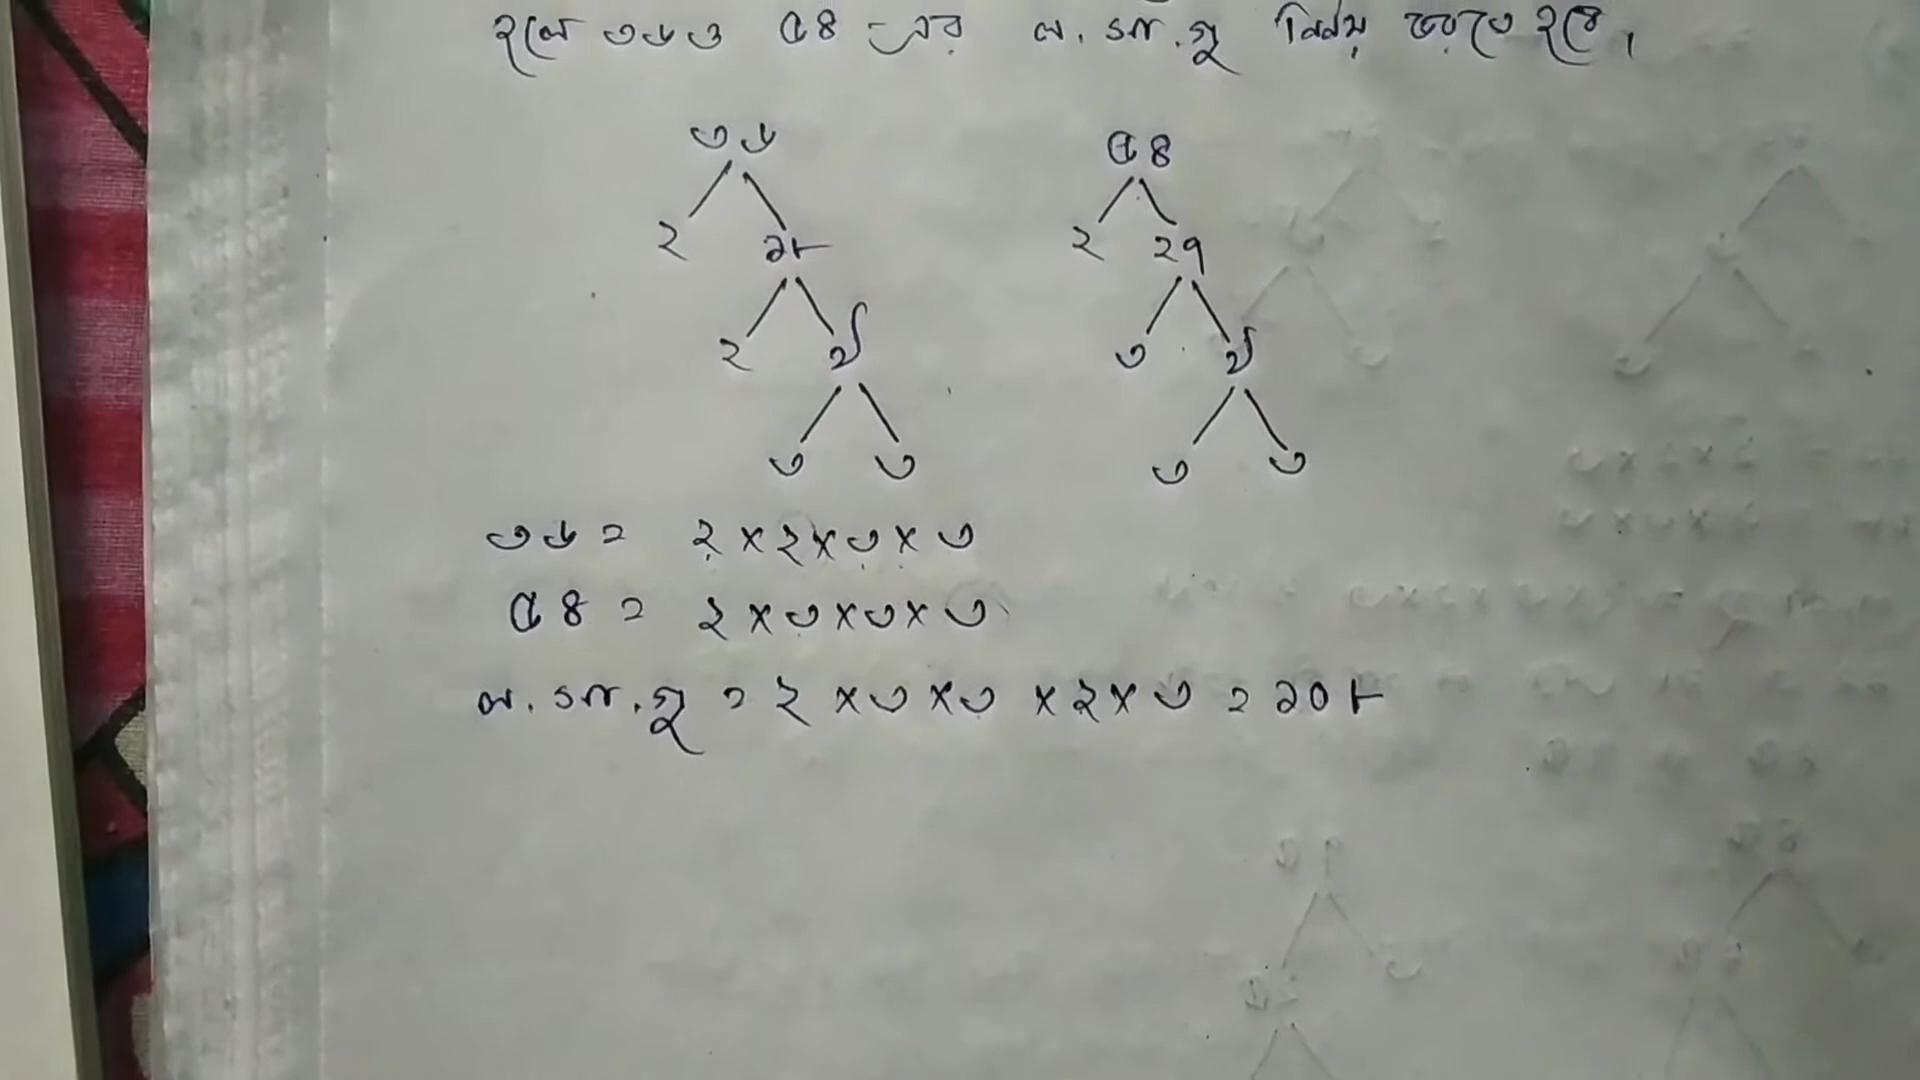 হলে ৩৬ ও ৫৪ -এর ল. সা. গু নির্ণয় করতে হবে।
৩৬ ৫৪
২ ১৮ ২ ২৭
২ ৯ ৩ ৯
৩ ৩ ৩ ৩
৩৬ = ২ × ২ × ৩ × ৩
৫৪ = ২ × ৩ × ৩ × ৩
ল. সা. গু = ২ × ৩ × ৩ × ২ × ৩ = ১০৮